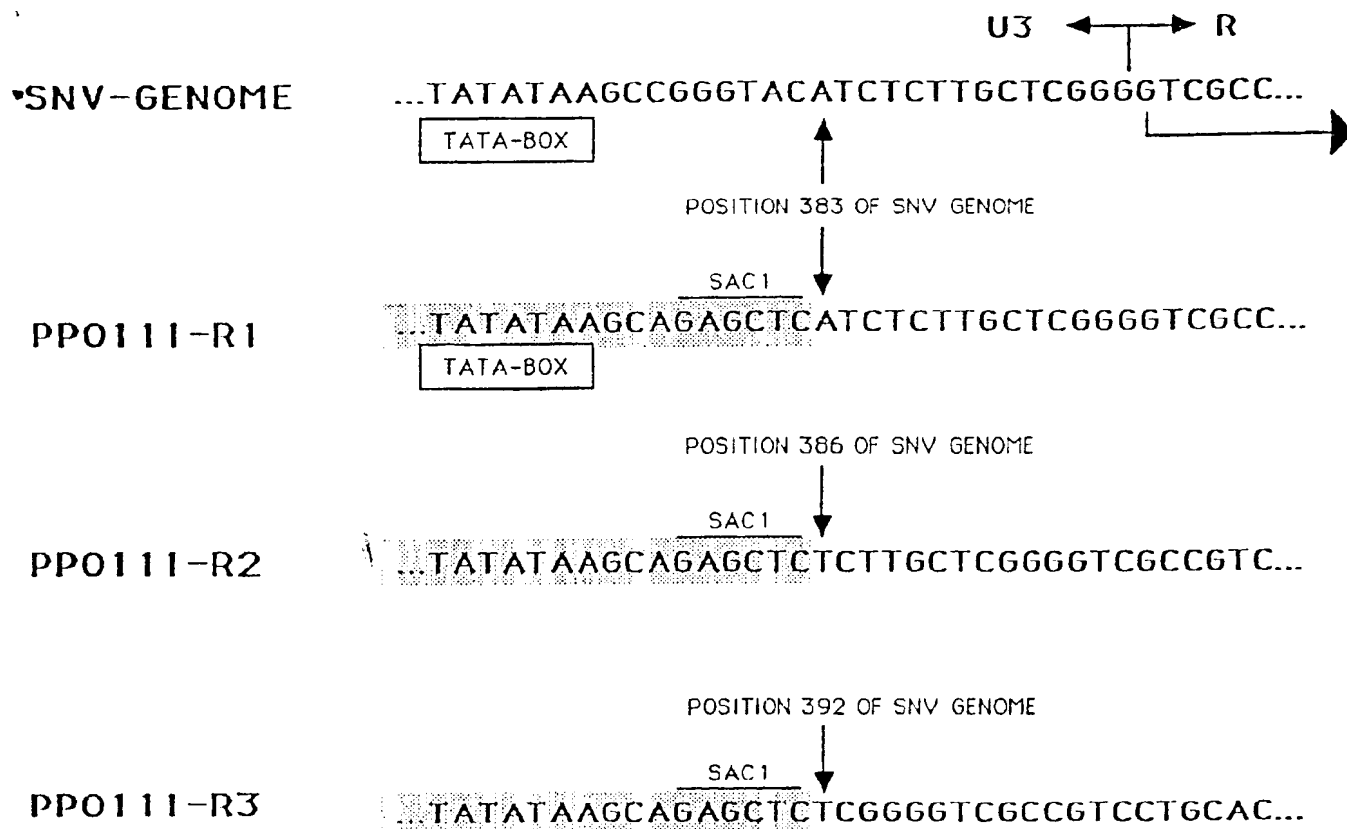 U3 R
SNV-GENOME ...TATATAAGCCGGGTACATCTCTTGCTCGGGGTCGCC...
TATA-BOX
POSITION 383 OF SNV GENOME
SAC1
PPO111-R1 ...TATATAAGCAGAGCTCATCTCTTGCTCGGGGTCGCC...
TATA-BOX
POSITION 386 OF SNV GENOME
SAC1
PPO111-R2 ...TATATAAGCAGAGCTCTCTTGCTCGGGGTCGCCGTC...
POSITION 392 OF SNV GENOME
SAC1
PPO111-R3 ...TATATAAGCAGAGCTCTCGGGGTCGCCGTCCTGCAC...